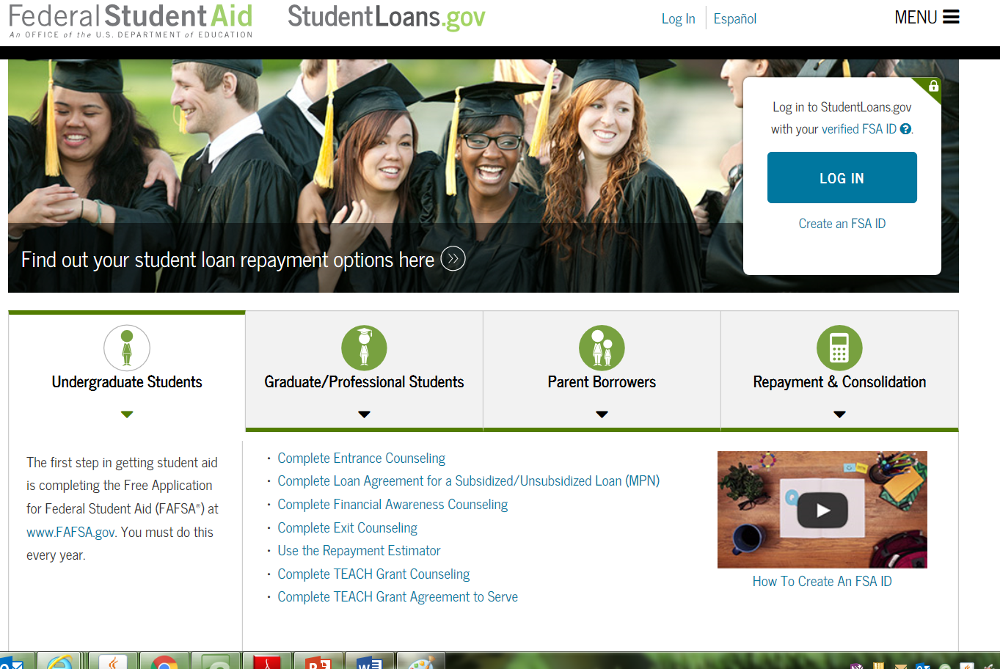 Federal Student Aid
An OFFICE of the U.S. DEPARTMENT of EDUCATION
StudentLoans.gov
Log In
Español
MENU
Log in to StudentLoans.gov
with your verified FSA ID ?.
LOG IN
Create an FSA ID
Find out your student loan repayment options here
Undergraduate Students
Graduate/Professional Students
Parent Borrowers
Repayment & Consolidation
The first step in getting student aid
is completing the Free Application
for Federal Student Aid (FAFSA®) at
www.FAFSA.gov. You must do this
every year.
• Complete Entrance Counseling
• Complete Loan Agreement for a Subsidized/Unsubsidized Loan (MPN)
• Complete Financial Awareness Counseling
• Complete Exit Counseling
• Use the Repayment Estimator
• Complete TEACH Grant Counseling
• Complete TEACH Grant Agreement to Serve
How To Create An FSA ID